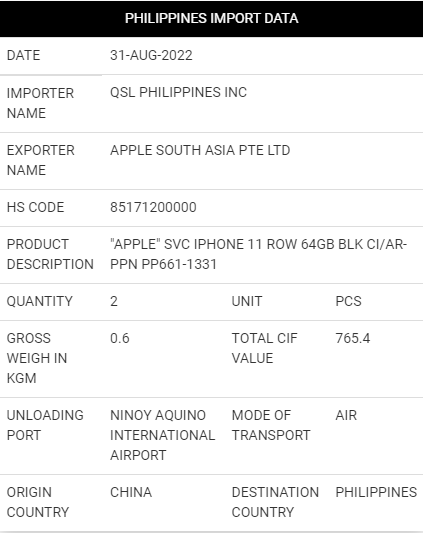 PHILIPPINES IMPORT DATA
DATE 31-AUG-2022
IMPORTER QSL PHILIPPINES INC
NAME
EXPORTER APPLE SOUTH ASIA PTE LTD
NAME
HS CODE 85171200000
PRODUCT "APPLE" SVC IPHONE 11 ROW 64GB BLK CI/AR-
DESCRIPTION PPN PP661-1331
QUANTITY 2 UNIT PCS
GROSS 0.6 TOTAL CIF 765.4
WEIGH IN VALUE
KGM
UNLOADING NINOY AQUINO MODE OF AIR
PORT INTERNATIONAL TRANSPORT
AIRPORT
ORIGIN CHINA DESTINATION PHILIPPINES
COUNTRY COUNTRY